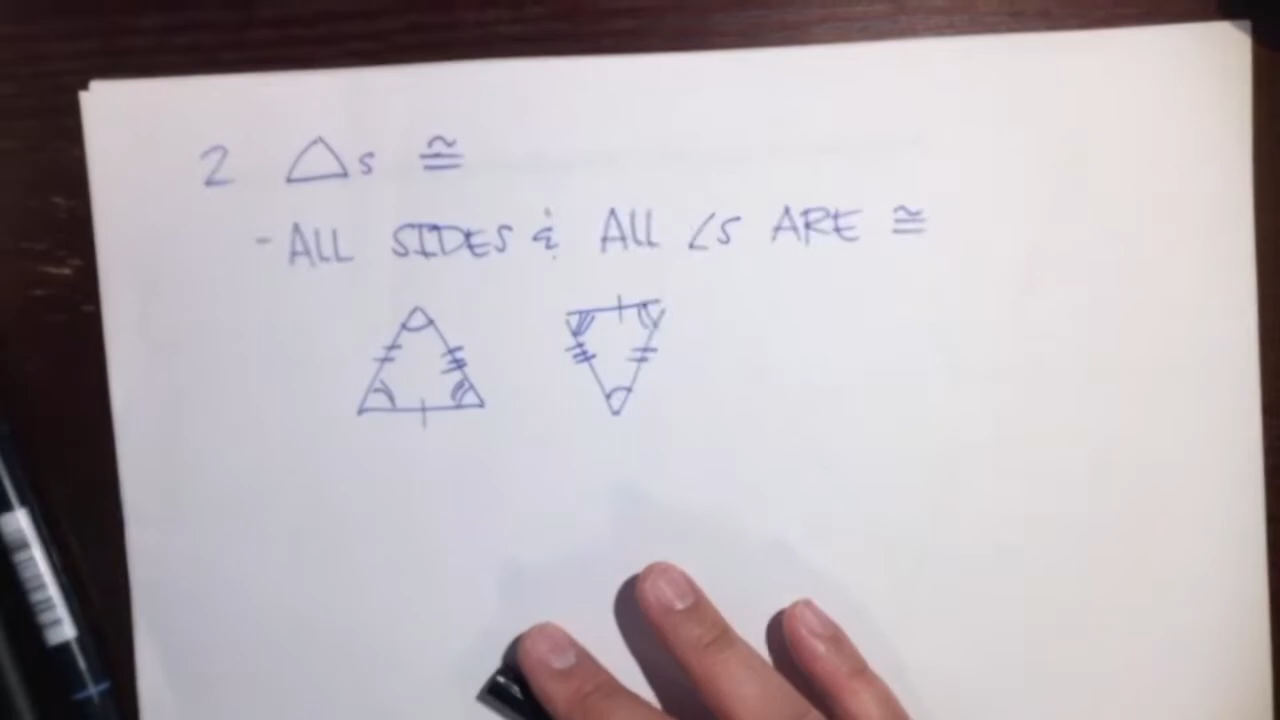 2 △s ≅
- ALL SIDES & ALL ∠S ARE ≅